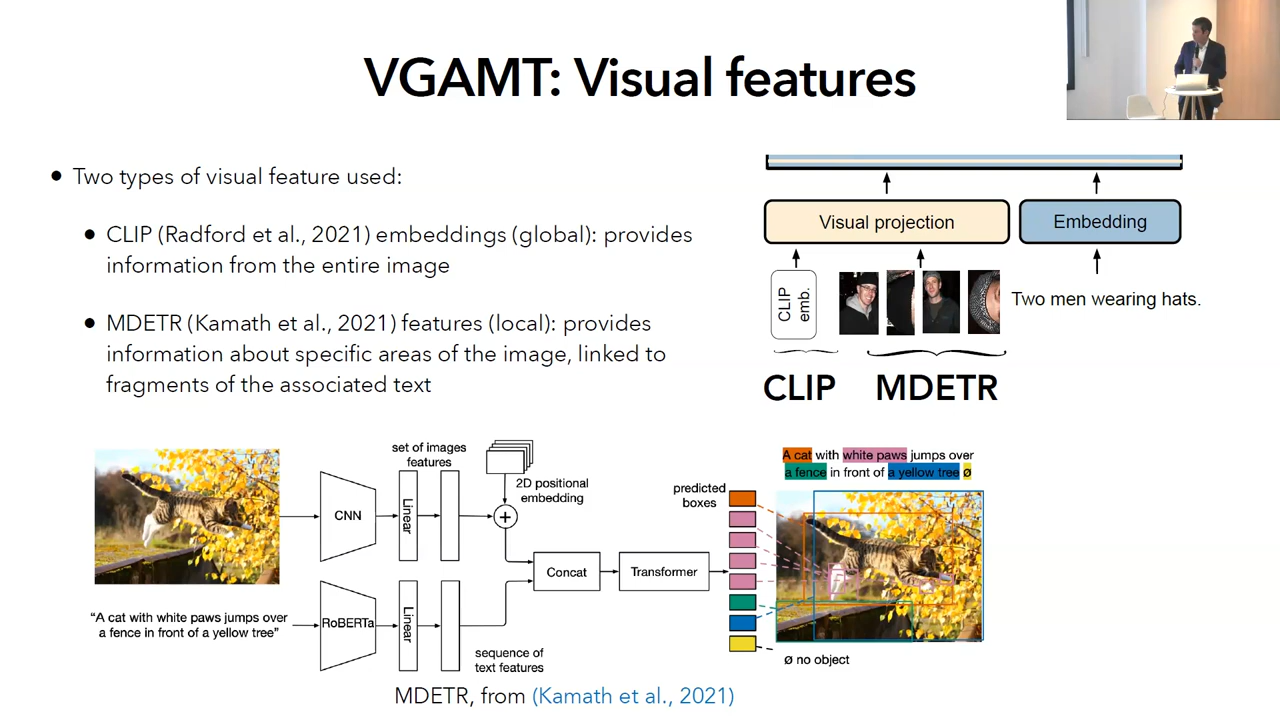 VGAMT: Visual features
• Two types of visual feature used:
• CLIP (Radford et al., 2021) embeddings (global): provides
information from the entire image
• MDETR (Kamath et al., 2021) features (local): provides
information about specific areas of the image, linked to
fragments of the associated text
Visual projection
Embedding
CLIP
emb.
Two men wearing hats.
CLIP
MDETR
set of images
features
2D positional
embedding
CNN
Linear
+
"A cat with white paws jumps over
a fence in front of a yellow tree"
RoBERTa
Linear
sequence of
text features
Concat
Transformer
predicted
boxes
A cat with white paws jumps over
a fence in front of a yellow tree ø
ø no object
MDETR, from (Kamath et al., 2021)